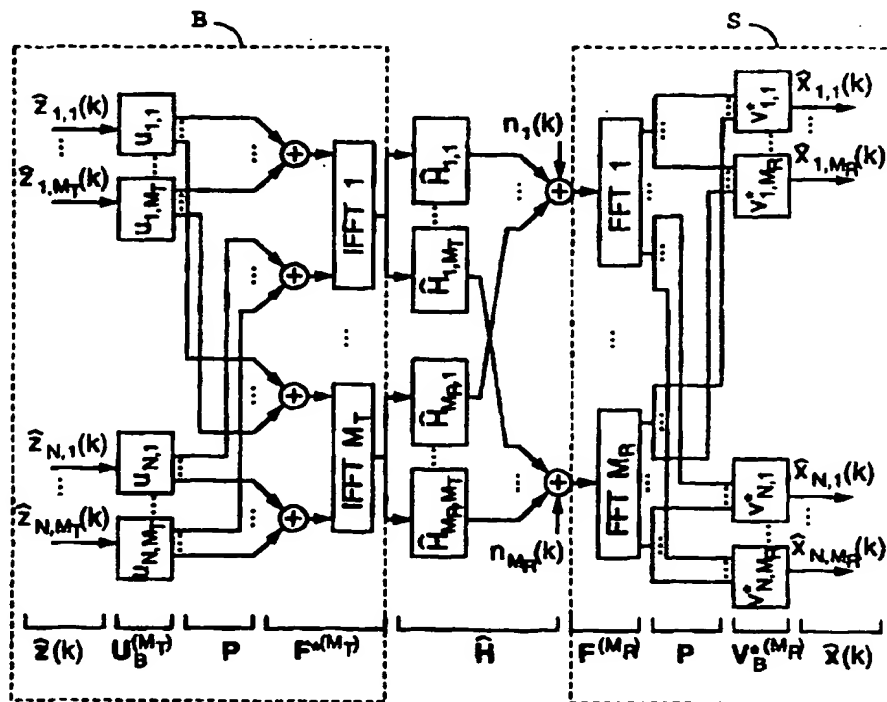 B
S
ẑ1,1(k)
ẑ1,MT(k)
ẑN,1(k)
ẑN,MT(k)
u1,1
u1,MT
uN,1
uN,MT
IFFT 1
IFFT MT
Ĥ1,1
Ĥ1,MT
ĤMR,1
ĤMR,MT
n1(k)
nMR(k)
FFT 1
FFT MR
v*1,1
v*1,MR
v*N,1
v*N,MR
x̂1,1(k)
x̂1,MR(k)
x̂N,1(k)
x̂N,MR(k)
ẑ(k) UB(MT) P F*(MT) Ĥ F(MR) P V*B(MR) x̂(k)